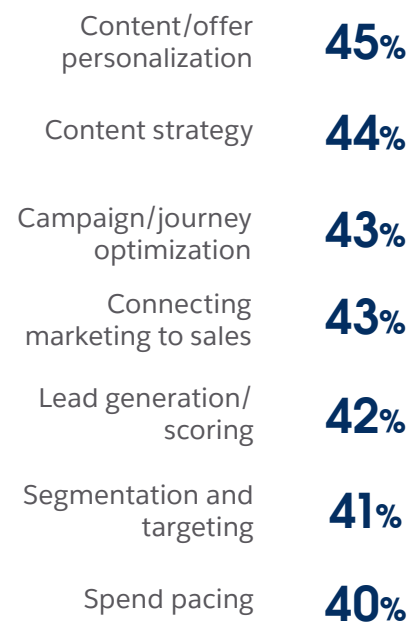 Content/offer
personalization
45%
Content strategy
44%
Campaign/journey
optimization
43%
Connecting
marketing to sales
43%
Lead generation/
scoring
42%
Segmentation and
targeting
41%
Spend pacing
40%